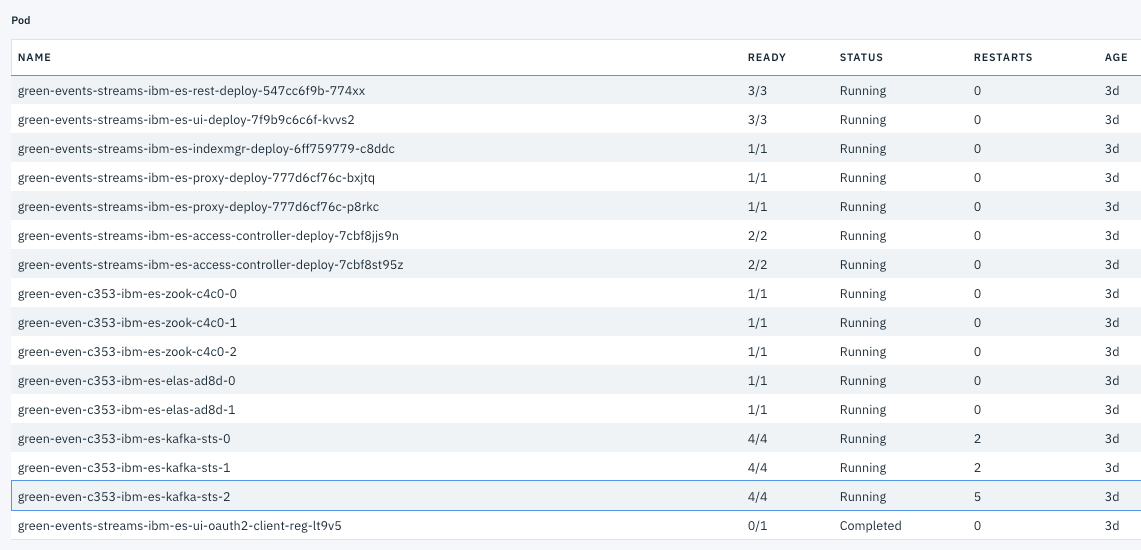 Pod
NAME READY STATUS RESTARTS AGE
green-events-streams-ibm-es-rest-deploy-547cc6f9b-774xx 3/3 Running 0 3d
green-events-streams-ibm-es-ui-deploy-7f9b9c6c6f-kvvs2 3/3 Running 0 3d
green-events-streams-ibm-es-indexmgr-deploy-6ff759779-c8ddc 1/1 Running 0 3d
green-events-streams-ibm-es-proxy-deploy-777d6cf76c-bxjtq 1/1 Running 0 3d
green-events-streams-ibm-es-proxy-deploy-777d6cf76c-p8rkc 1/1 Running 0 3d
green-events-streams-ibm-es-access-controller-deploy-7cbf8jjs9n 2/2 Running 0 3d
green-events-streams-ibm-es-access-controller-deploy-7cbf8st95z 2/2 Running 0 3d
green-even-c353-ibm-es-zook-c4c0-0 1/1 Running 0 3d
green-even-c353-ibm-es-zook-c4c0-1 1/1 Running 0 3d
green-even-c353-ibm-es-zook-c4c0-2 1/1 Running 0 3d
green-even-c353-ibm-es-elas-ad8d-0 1/1 Running 0 3d
green-even-c353-ibm-es-elas-ad8d-1 1/1 Running 0 3d
green-even-c353-ibm-es-kafka-sts-0 4/4 Running 2 3d
green-even-c353-ibm-es-kafka-sts-1 4/4 Running 2 3d
green-even-c353-ibm-es-kafka-sts-2 4/4 Running 5 3d
green-events-streams-ibm-es-ui-oauth2-client-reg-lt9v5 0/1 Completed 0 3d